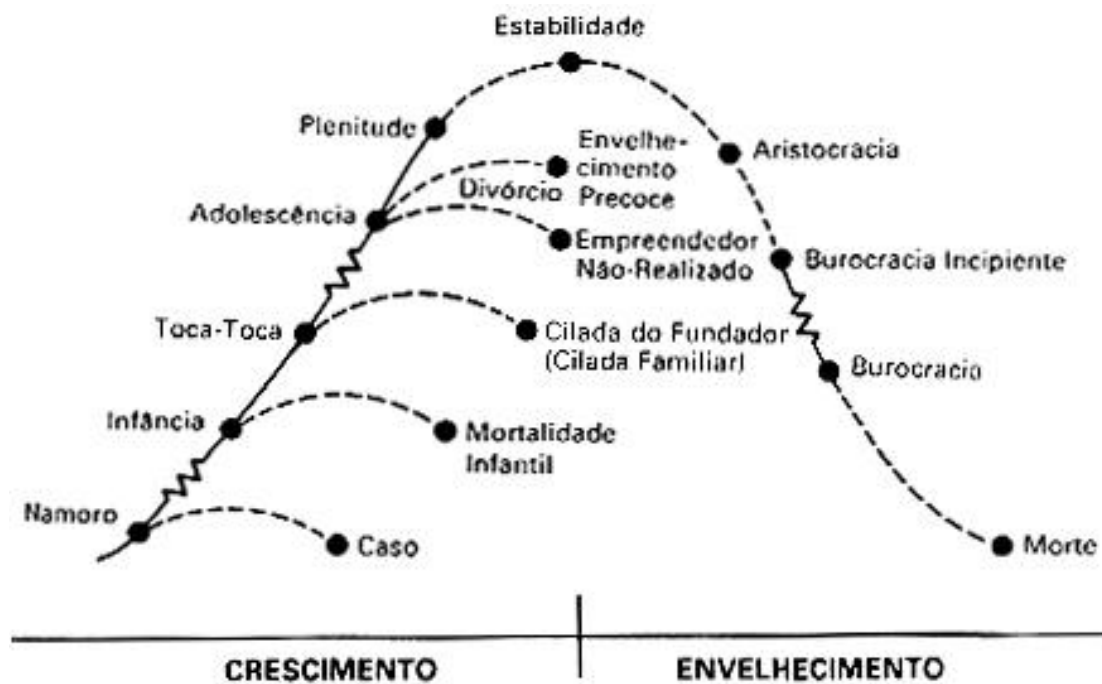 Estabilidade
Plenitude
Envelhe-
cimento
Precoce
Divórcio
Aristocracia
Adolescência
Empreendedor
Não-Realizado
Burocracia Incipiente
Toca-Toca
Cilada do Fundador
(Cilada Familiar)
Burocracia
Infância
Mortalidade
Infantil
Namoro
Caso
Morte
CRESCIMENTO
ENVELHECIMENTO